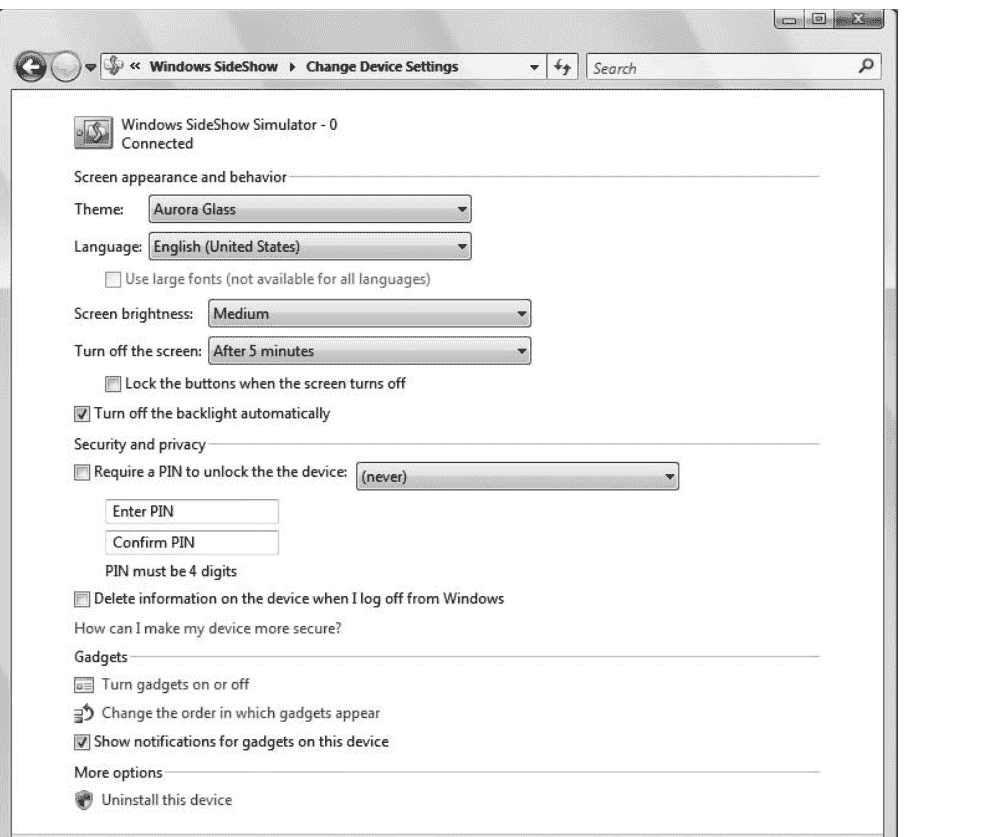 « Windows SideShow ▸ Change Device Settings
Search
Windows SideShow Simulator - 0
Connected
Screen appearance and behavior
Theme: Aurora Glass
Language: English (United States)
Use large fonts (not available for all languages)
Screen brightness: Medium
Turn off the screen: After 5 minutes
Lock the buttons when the screen turns off
Turn off the backlight automatically
Security and privacy
Require a PIN to unlock the the device: (never)
Enter PIN
Confirm PIN
PIN must be 4 digits
Delete information on the device when I log off from Windows
How can I make my device more secure?
Gadgets
Turn gadgets on or off
Change the order in which gadgets appear
Show notifications for gadgets on this device
More options
Uninstall this device